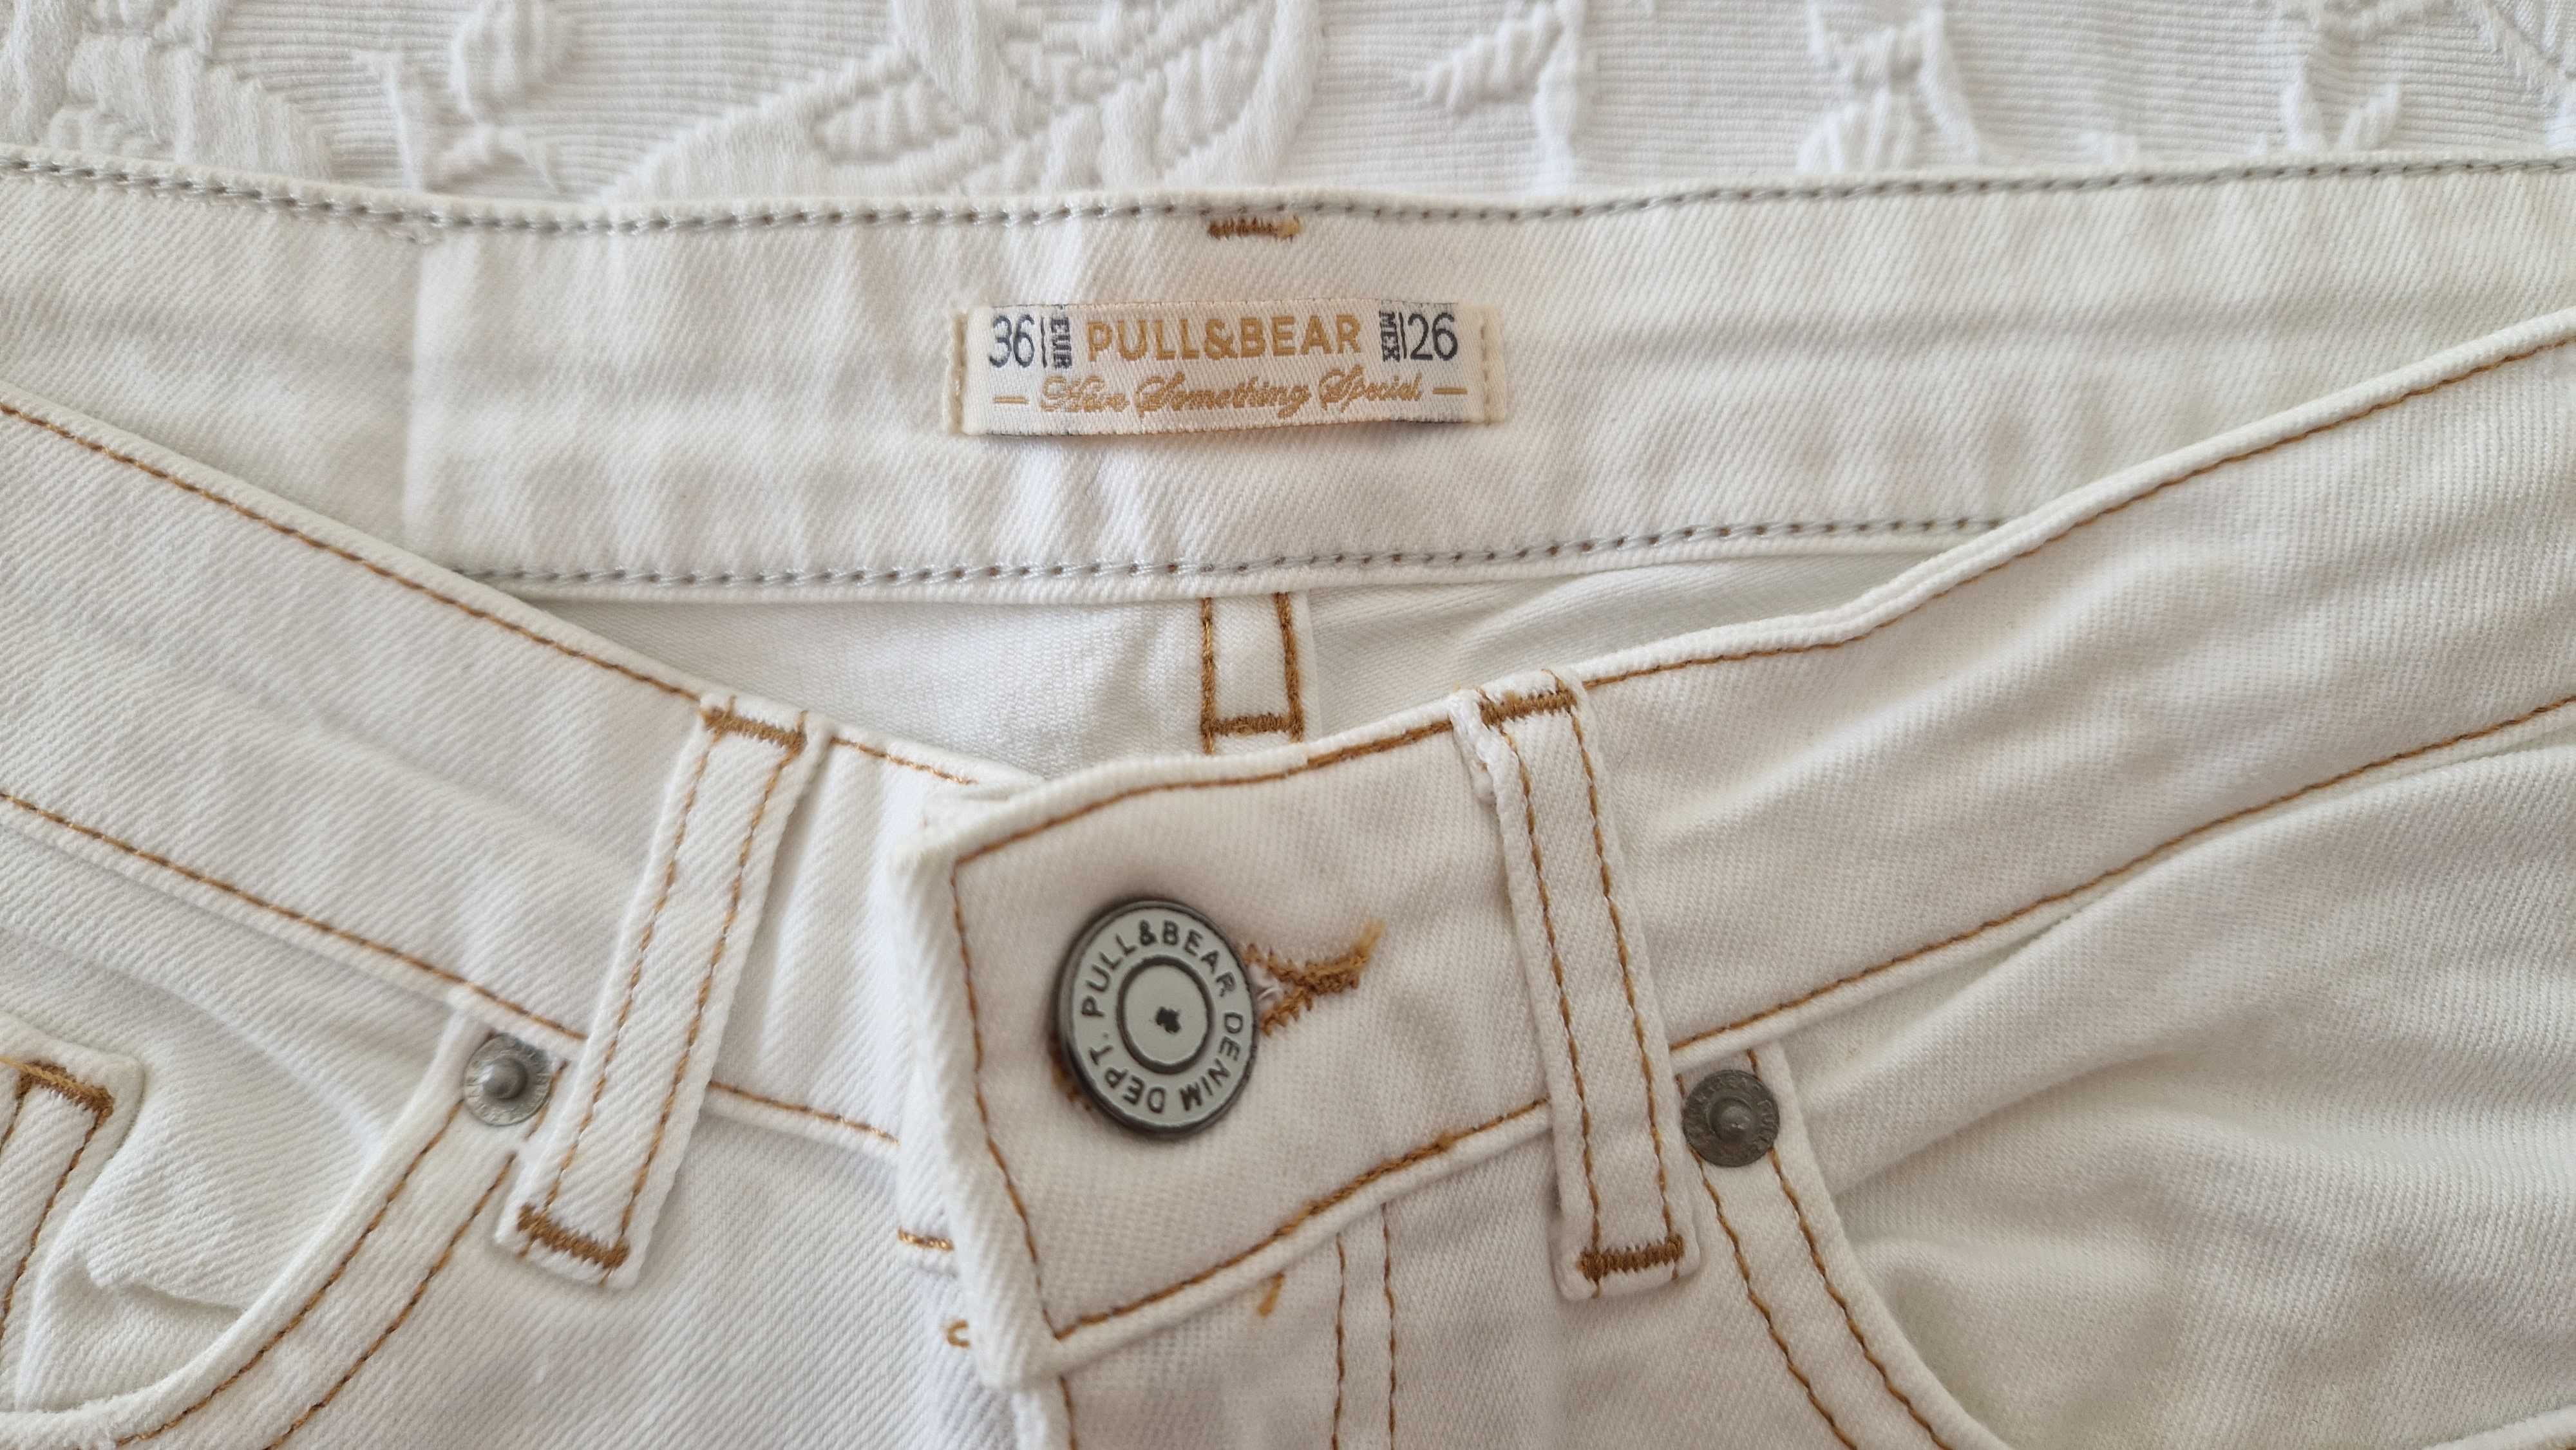 36 EUR PULL&BEAR MEX 26
— Have Something Special —
PULL&BEAR DENIM DEPT.